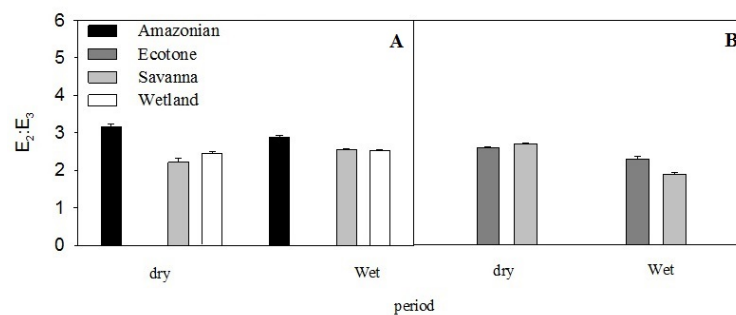 6
5
4
3
2
1
0
E₂:E₃
Amazonian
Ecotone
Savanna
Wetland
A
B
dry
Wet
dry
Wet
period